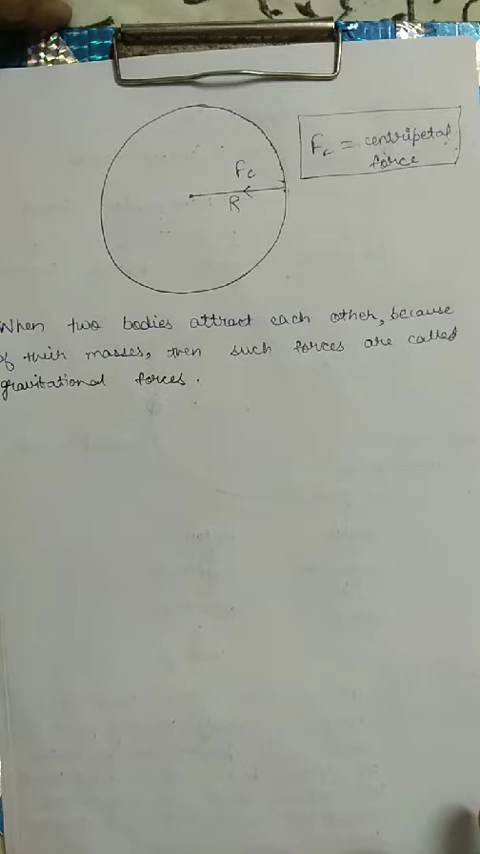 Fc = centripetal
force
Fc
R
When two bodies attract each other, because
of their masses, then such forces are called
gravitational forces.